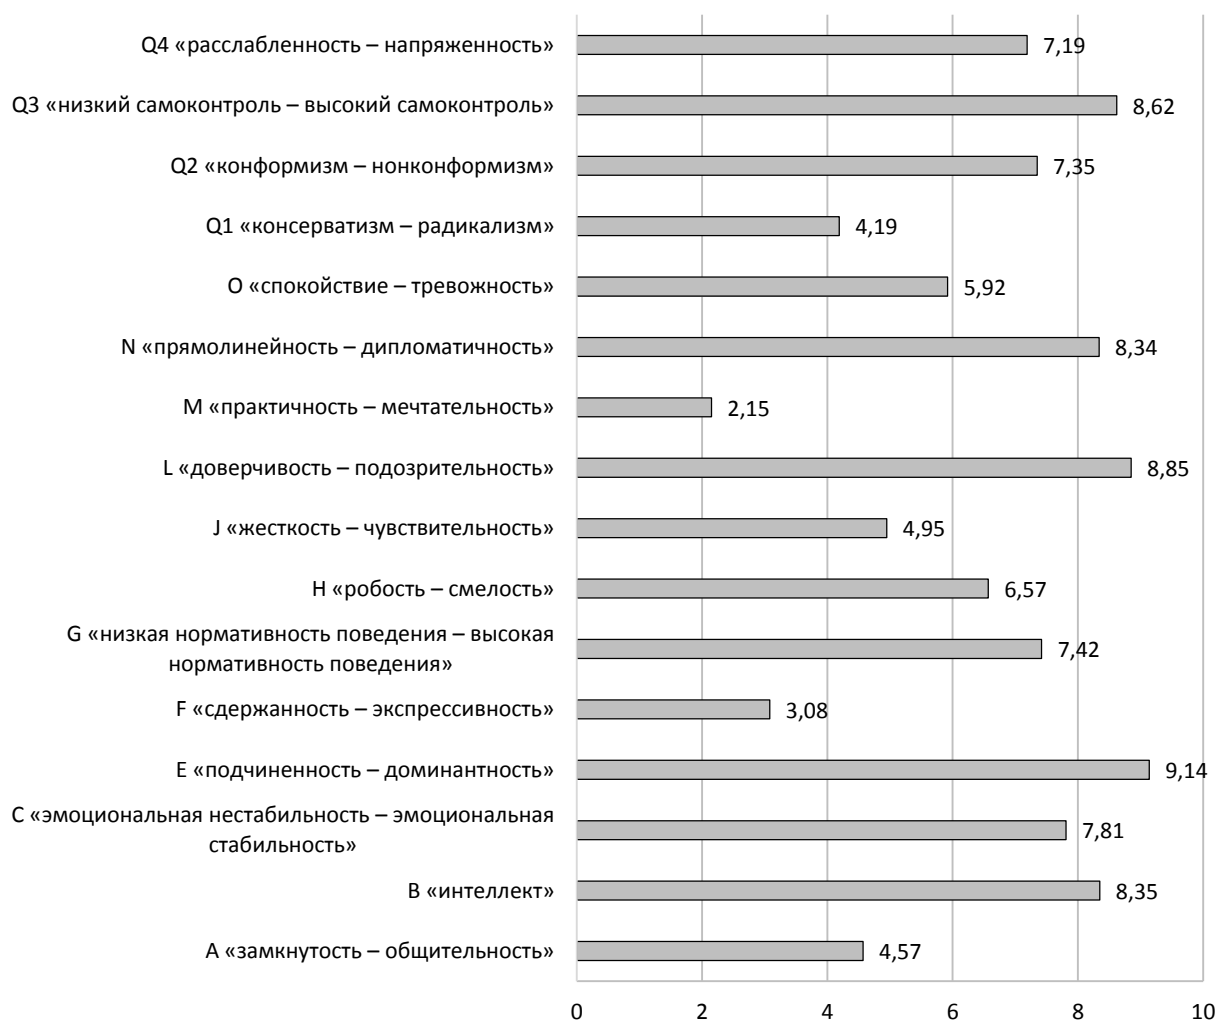 Q4 «расслабленность – напряженность» 7,19
Q3 «низкий самоконтроль – высокий самоконтроль» 8,62
Q2 «конформизм – нонконформизм» 7,35
Q1 «консерватизм – радикализм» 4,19
O «спокойствие – тревожность» 5,92
N «прямолинейность – дипломатичность» 8,34
M «практичность – мечтательность» 2,15
L «доверчивость – подозрительность» 8,85
J «жесткость – чувствительность» 4,95
H «робость – смелость» 6,57
G «низкая нормативность поведения – высокая
нормативность поведения» 7,42
F «сдержанность – экспрессивность» 3,08
E «подчиненность – доминантность» 9,14
C «эмоциональная нестабильность – эмоциональная
стабильность» 7,81
B «интеллект» 8,35
A «замкнутость – общительность» 4,57
0 2 4 6 8 10